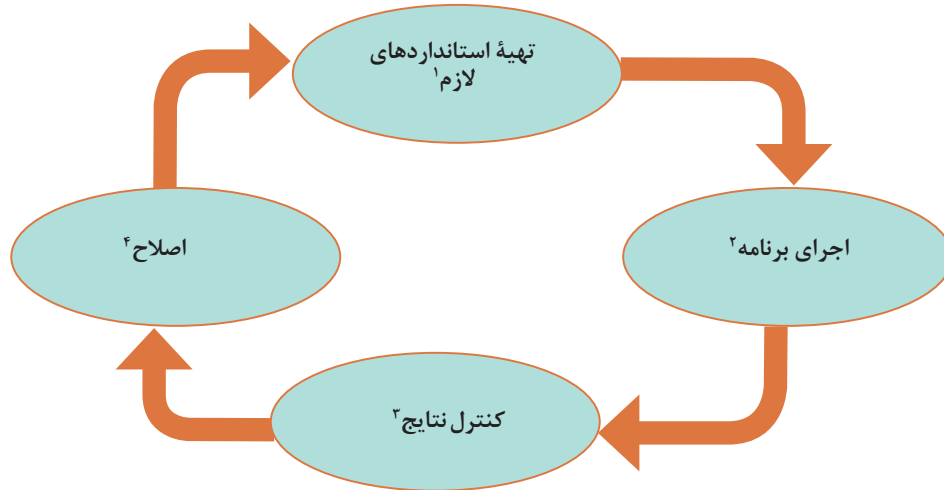 تهیهٔ استانداردهای
لازم۱
اجرای برنامه۲
کنترل نتایج۳
اصلاح۴